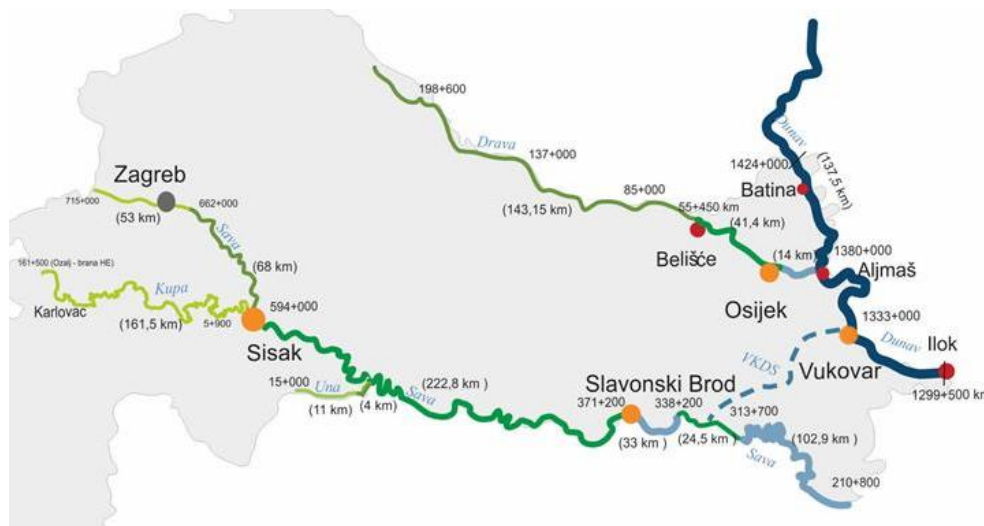 198+600
Drava
137+000
(143,15 km)
85+000
55+450 km
(41,4 km)
Belišće
Osijek
(14 km)
Dunav
1424+000
(137,5 km)
Batina
1380+000
Aljmaš
1333+000
Dunav
Ilok
Vukovar
1299+500 km
VKDS
Zagreb
715+000
(53 km)
662+000
Sava
(68 km)
161+500 (Ozalj - brana HE)
Karlovac
Kupa
(161,5 km)
5+900
594+000
Sisak
15+000
Una
(11 km)
(4 km)
Sava
(222,8 km )
Slavonski Brod
371+200
338+200
(33 km )
(24,5 km)
313+700
Sava
(102,9 km )
210+800